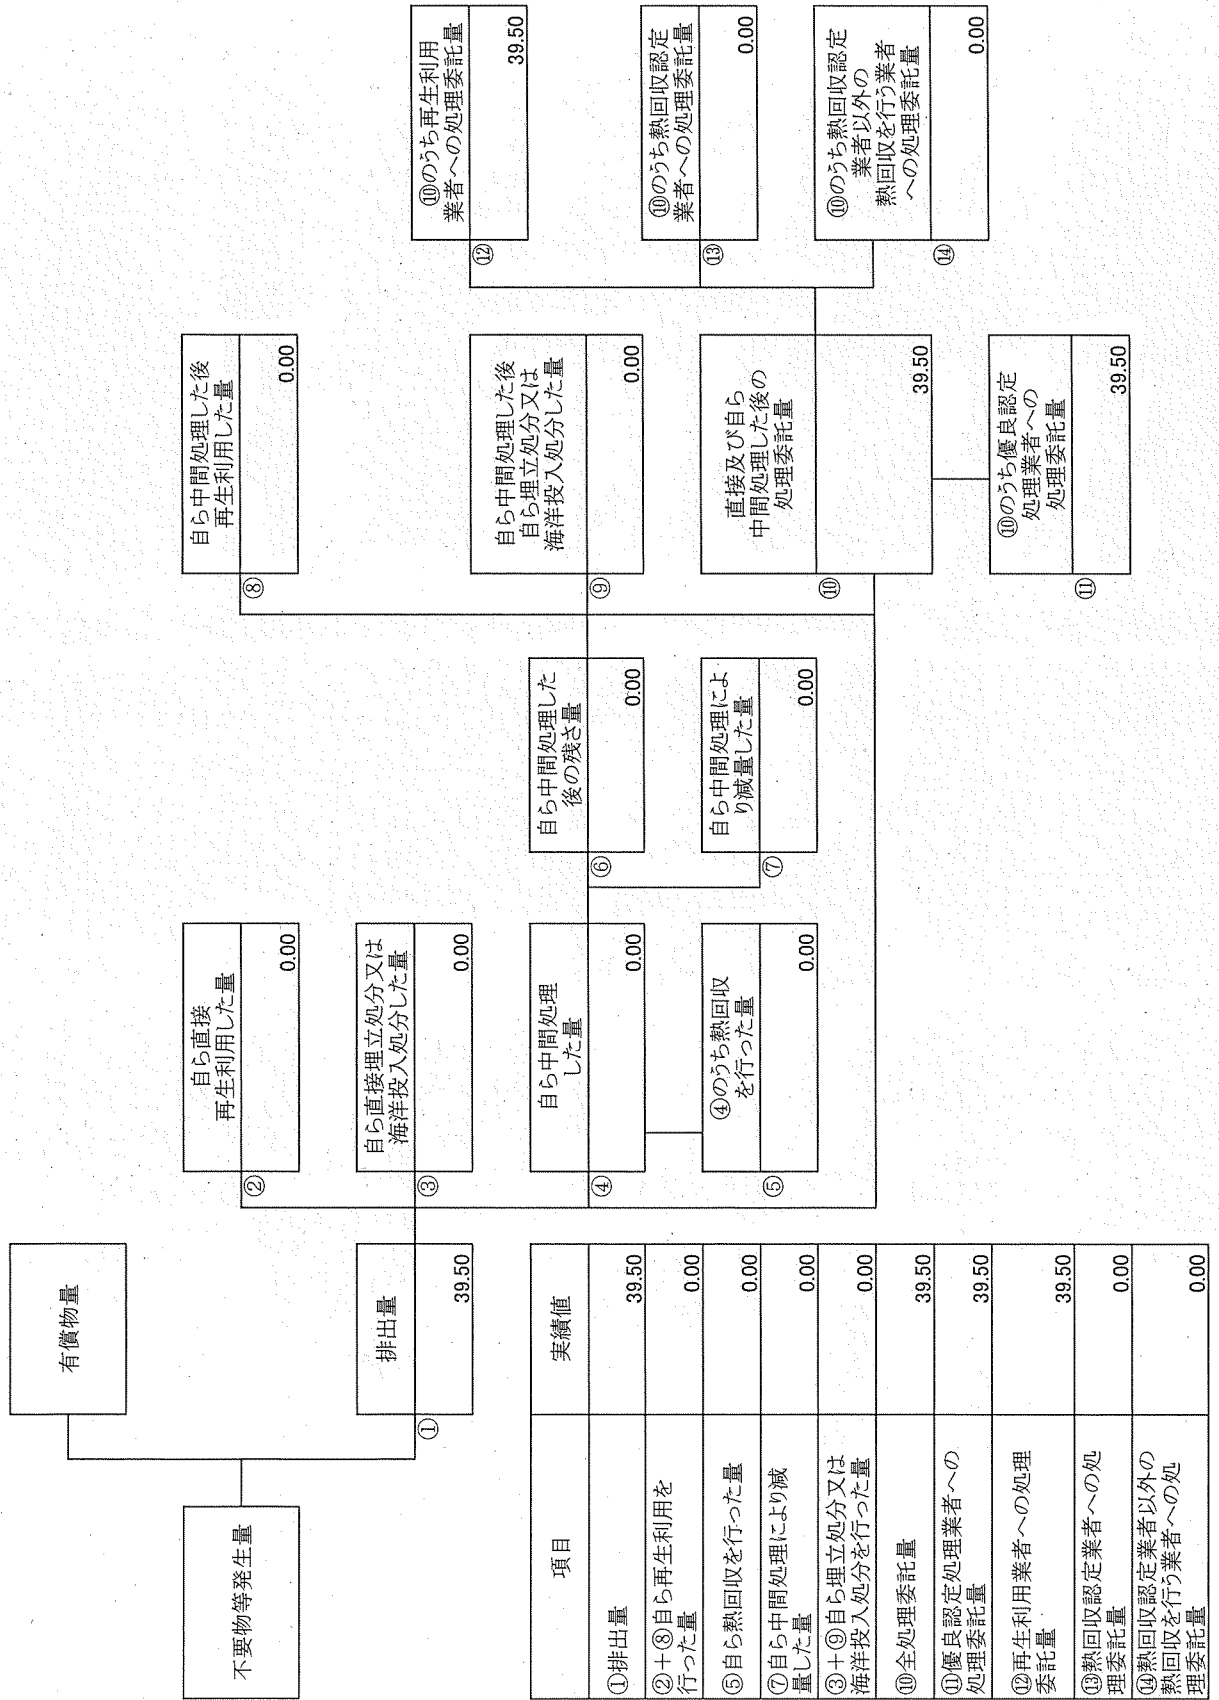 不要物等発生量
有償物量
排出量
①
39.50
自ら直接
再生利用した量
②
0.00
自ら直接埋立処分又は
海洋投入処分した量
③
0.00
自ら中間処理
した量
④
0.00
④のうち熱回収
を行った量
⑤
0.00
自ら中間処理した
後の残さ量
⑥
0.00
自ら中間処理によ
り減量した量
⑦
0.00
自ら中間処理した後
再生利用した量
⑧
0.00
自ら中間処理した後
自ら埋立処分又は
海洋投入処分した量
⑨
0.00
直接及び自ら
中間処理した後の
処理委託量
⑩
39.50
⑩のうち優良認定
処理業者への
処理委託量
⑪
39.50
⑩のうち再生利用
業者への処理委託量
⑫
39.50
⑩のうち熱回収認定
業者への処理委託量
⑬
0.00
⑩のうち熱回収認定
業者以外の
熱回収を行う業者
への処理委託量
⑭
0.00
項目 実績値
①排出量 39.50
②+⑧自ら再生利用を
行った量 0.00
⑤自ら熱回収を行った量 0.00
⑦自ら中間処理により減
量した量 0.00
③+⑨自ら埋立処分又は
海洋投入処分を行った量 0.00
⑩全処理委託量 39.50
⑪優良認定処理業者への
処理委託量 39.50
⑫再生利用業者への処理
委託量 39.50
⑬熱回収認定業者への処
理委託量 0.00
⑭熱回収認定業者以外の
熱回収を行う業者への処
理委託量 0.00